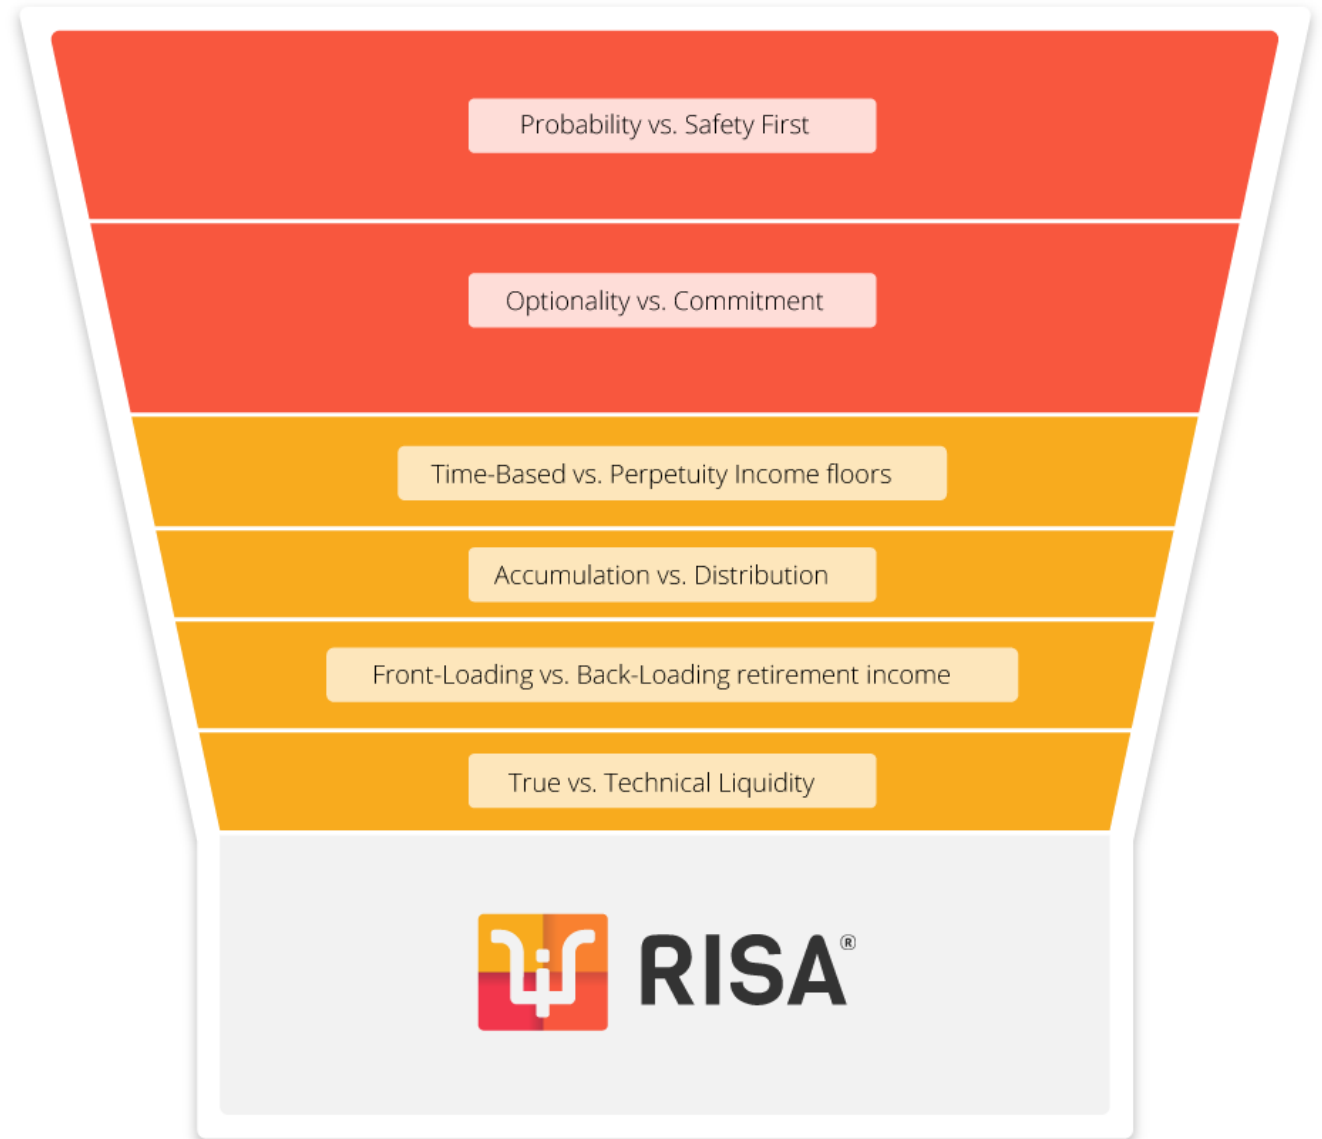 Probability vs. Safety First
Optionality vs. Commitment
Time-Based vs. Perpetuity Income floors
Accumulation vs. Distribution
Front-Loading vs. Back-Loading retirement income
True vs. Technical Liquidity
RISA®